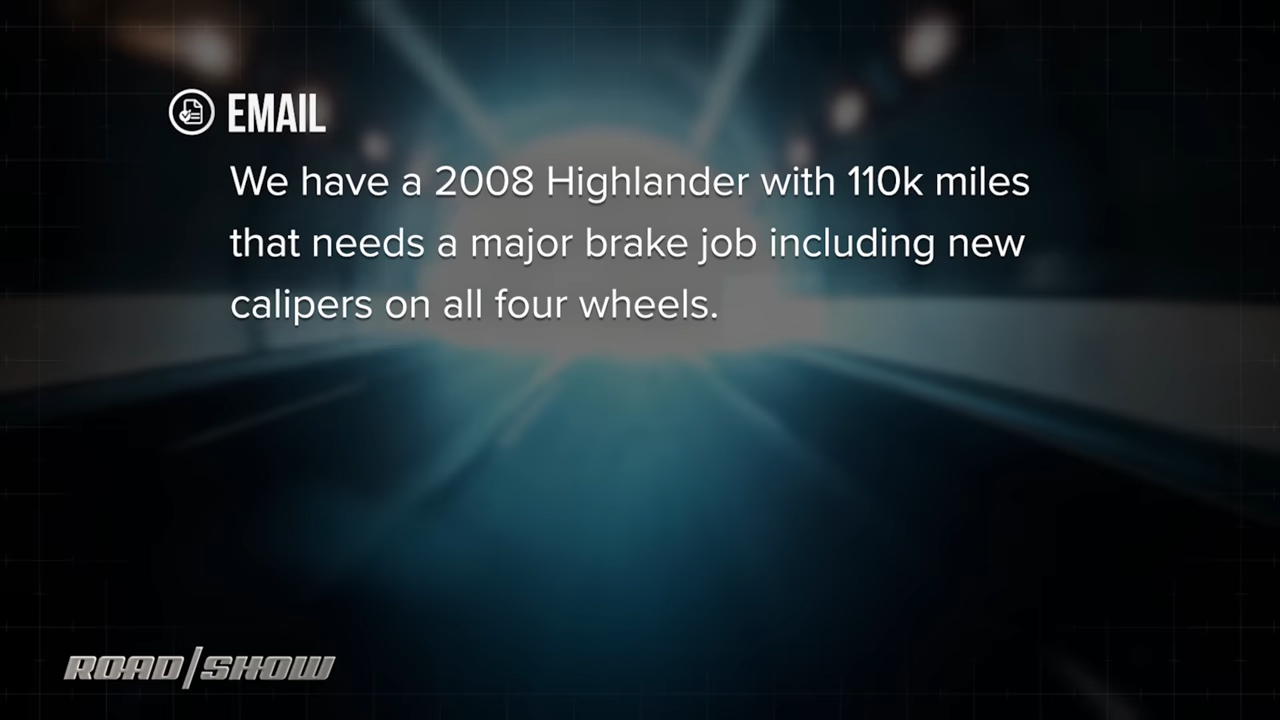 EMAIL
We have a 2008 Highlander with 110k miles
that needs a major brake job including new
calipers on all four wheels.
ROAD/SHOW